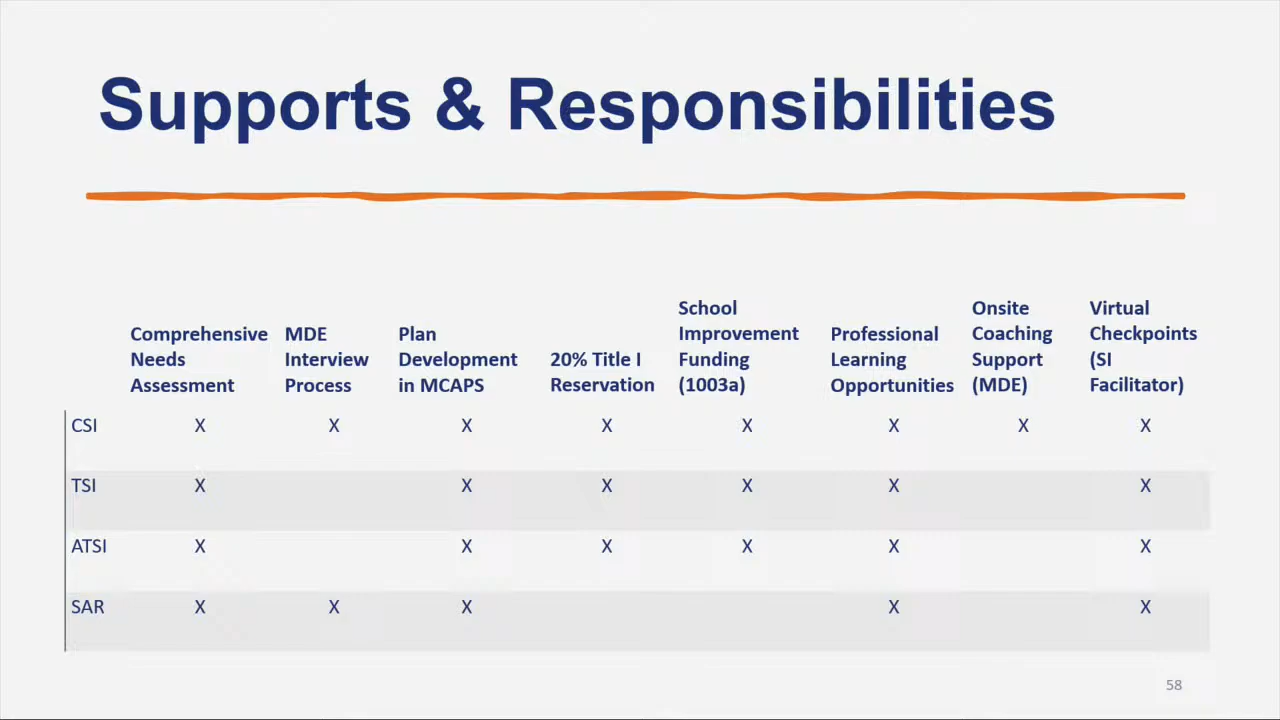 Supports & Responsibilities
Comprehensive Needs Assessment
MDE Interview Process
Plan Development in MCAPS
20% Title I Reservation
School Improvement Funding (1003a)
Professional Learning Opportunities
Onsite Coaching Support (MDE)
Virtual Checkpoints (SI Facilitator)
CSI X X X X X X X X
TSI X X X X X X
ATSI X X X X X X
SAR X X X X X
58